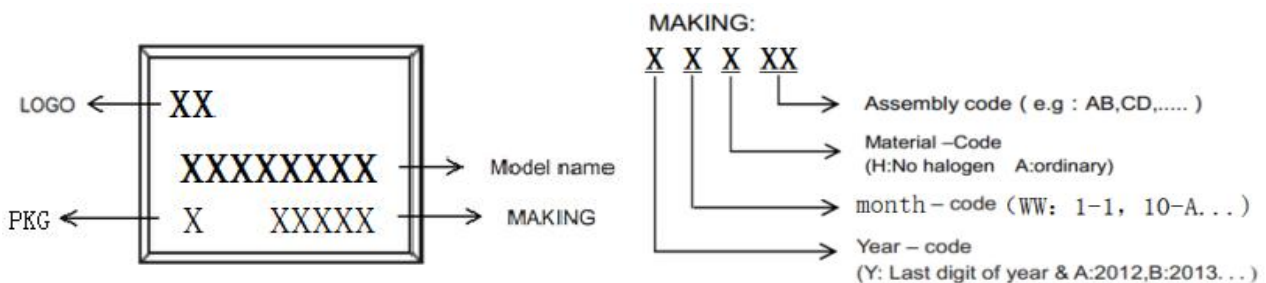 LOGO
XX
XXXXXXXX
Model name
PKG
X XXXXX
MAKING
MAKING:
X X X XX
Assembly code ( e.g : AB,CD,..... )
Material –Code
(H:No halogen A:ordinary)
month – code (WW: 1-1, 10-A...)
Year – code
(Y: Last digit of year & A:2012,B:2013. . . )